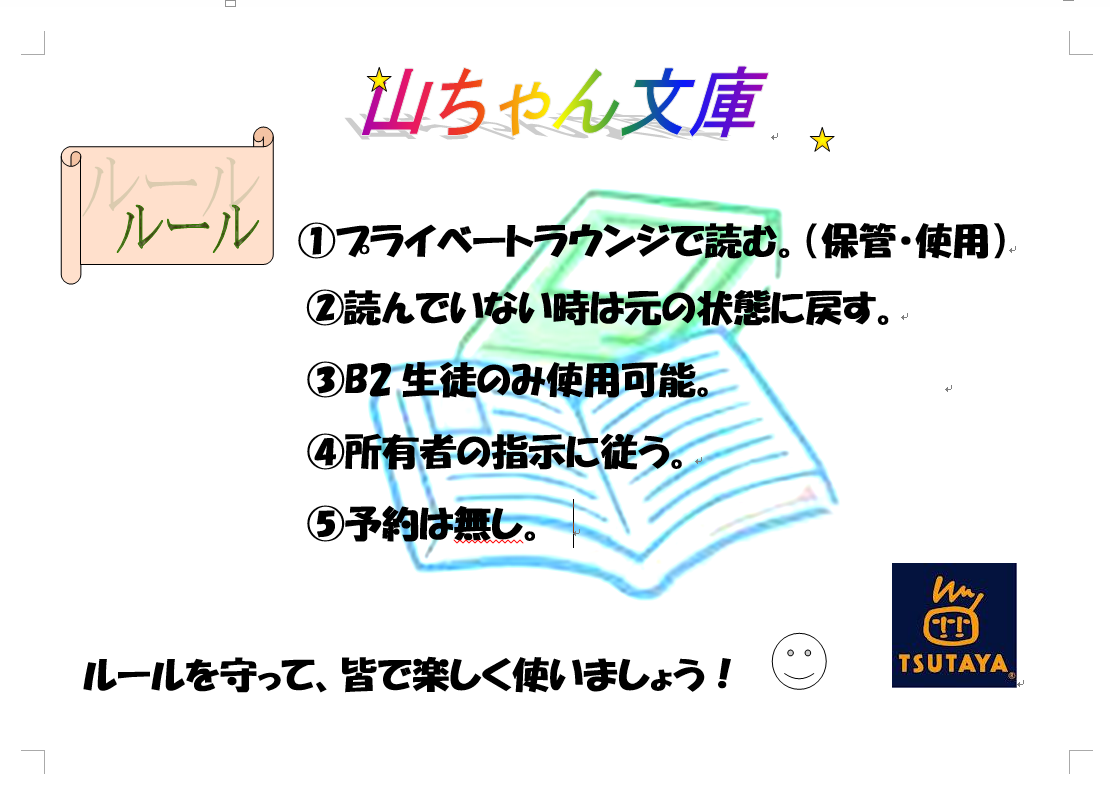 山ちゃん文庫
ルール
①プライベートラウンジで読む。（保管・使用）
②読んでいない時は元の状態に戻す。
③B2 生徒のみ使用可能。
④所有者の指示に従う。
⑤予約は無し。
ルールを守って、皆で楽しく使いましょう！
TSUTAYA®